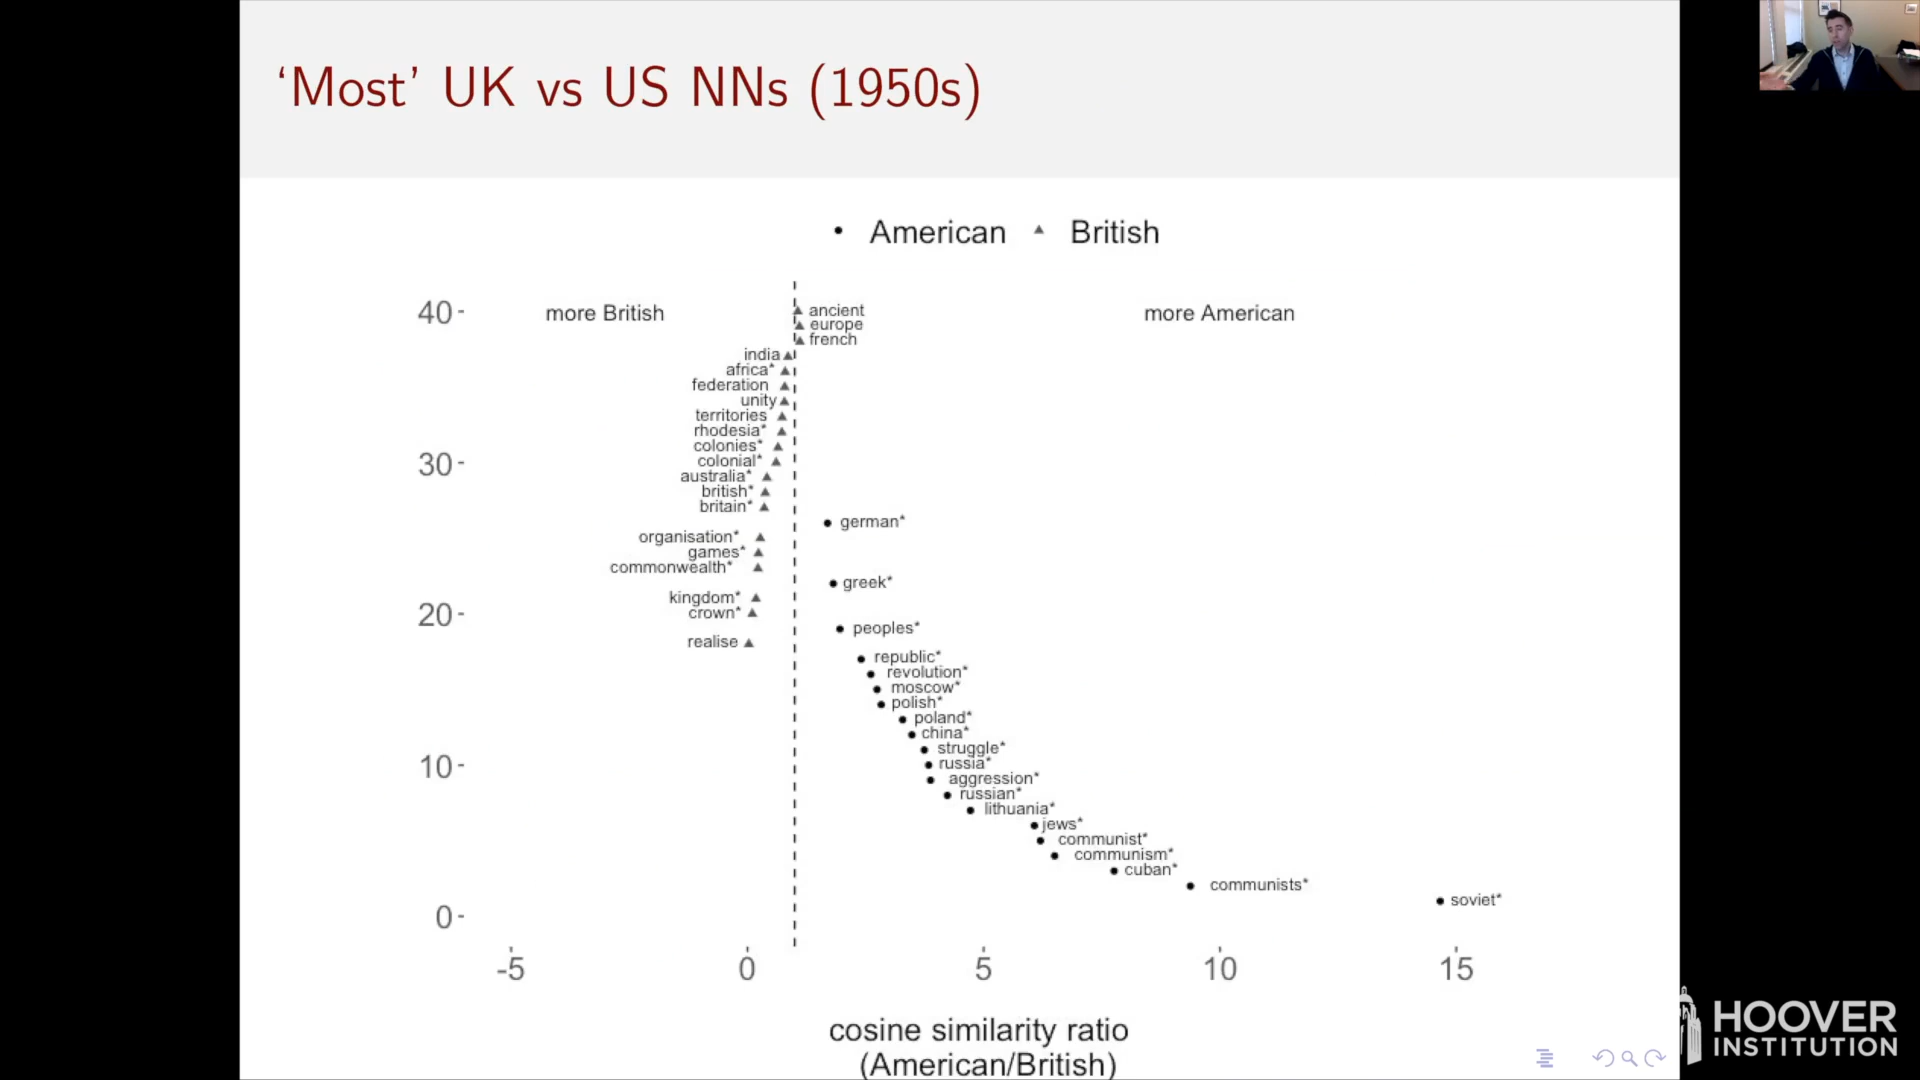 ‘Most’ UK vs US NNs (1950s)
American
British
40
more British
more American
ancient
europe
french
india
africa*
federation
unity
territories
rhodesia*
colonies*
30
colonial*
australia*
british*
britain*
german*
organisation*
games*
commonwealth*
greek*
kingdom*
crown*
20
peoples*
realise
republic*
revolution*
moscow*
polish*
poland*
china*
struggle*
10
russia*
aggression*
russian*
lithuania*
jews*
communist*
communism*
cuban*
communists*
soviet*
0
-5 0 5 10 15
cosine similarity ratio
(American/British)
HOOVER
INSTITUTION